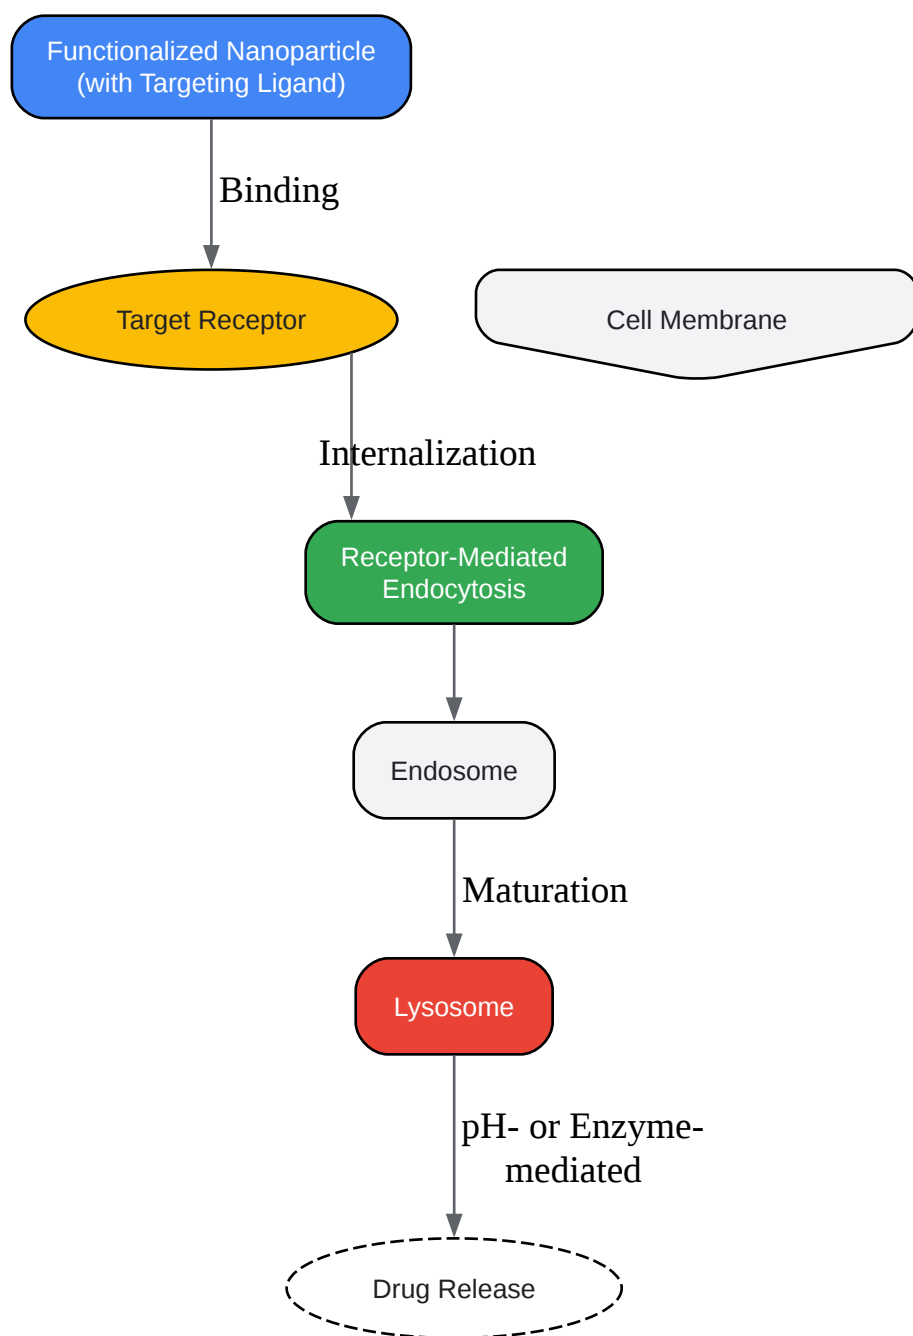 Functionalized Nanoparticle
(with Targeting Ligand)
Binding
Target Receptor
Cell Membrane
Internalization
Receptor-Mediated
Endocytosis
Endosome
Maturation
Lysosome
pH- or Enzyme-
mediated
Drug Release